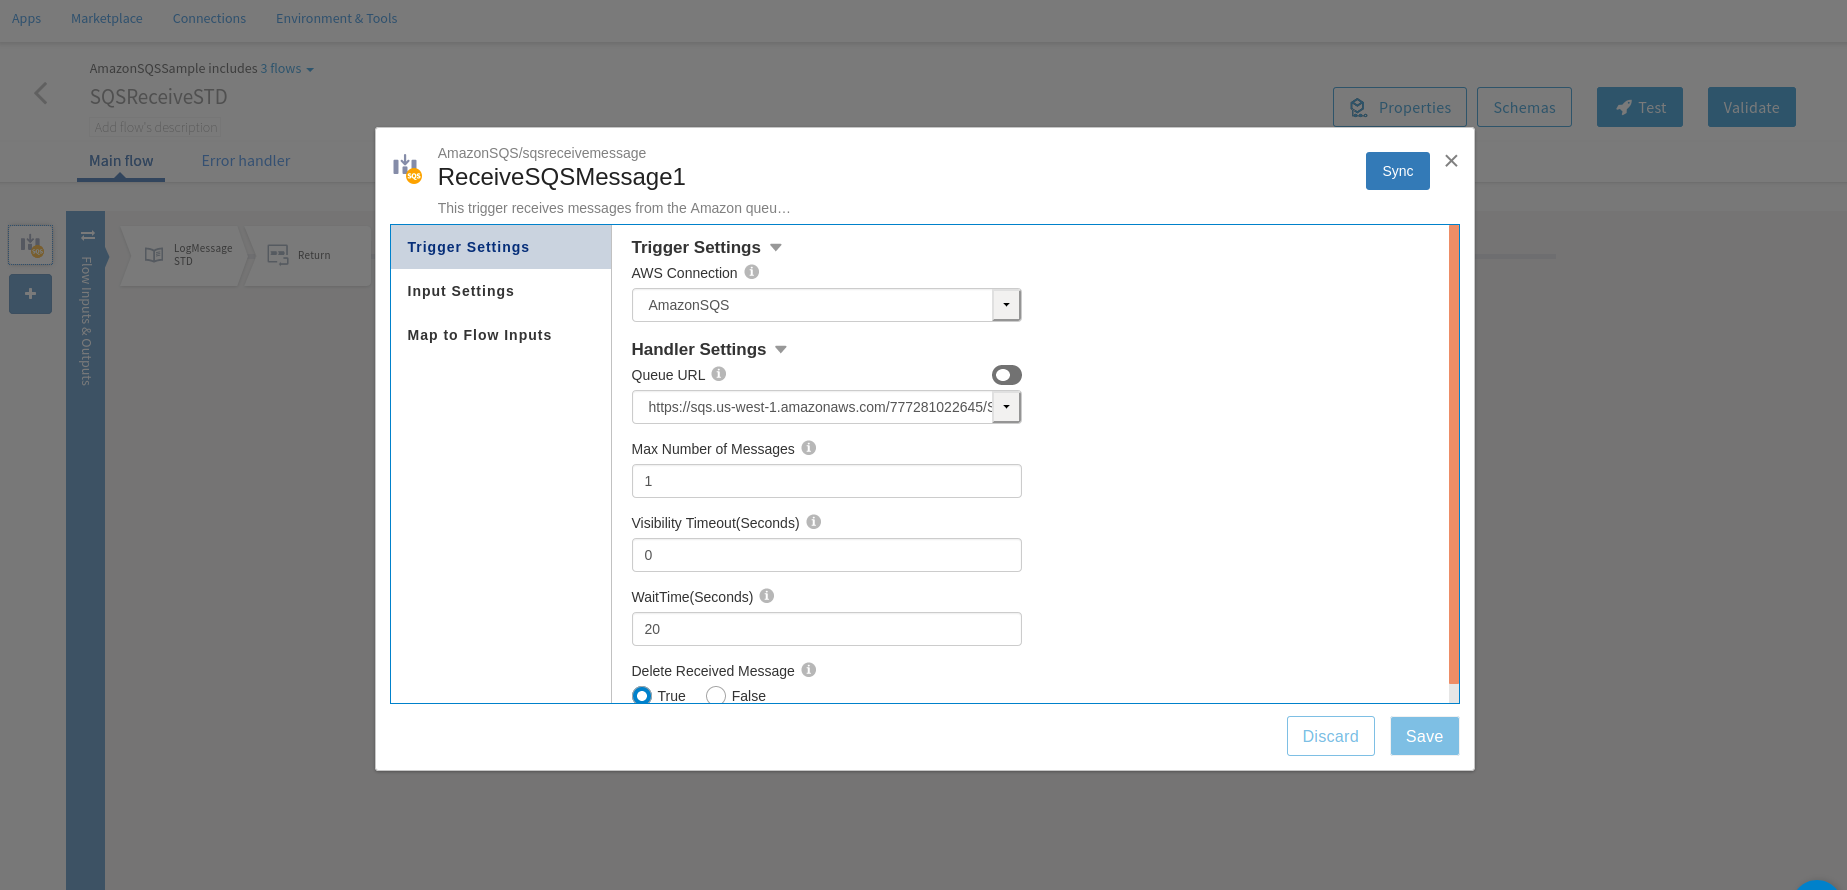 Apps Marketplace Connections Environment & Tools
AmazonSQSSample includes 3 flows
SQSReceiveSTD
Add flow's description
Properties Schemas Test Validate
Main flow Error handler
Flow Inputs & Outputs
LogMessage
STD
Return
AmazonSQS/sqsreceivemessage
ReceiveSQSMessage1
This trigger receives messages from the Amazon queu…
SQS
Sync
Trigger Settings
Input Settings
Map to Flow Inputs
Trigger Settings
AWS Connection
AmazonSQS
Handler Settings
Queue URL
https://sqs.us-west-1.amazonaws.com/777281022645/S
Max Number of Messages
1
Visibility Timeout(Seconds)
0
WaitTime(Seconds)
20
Delete Received Message
True False
Discard Save